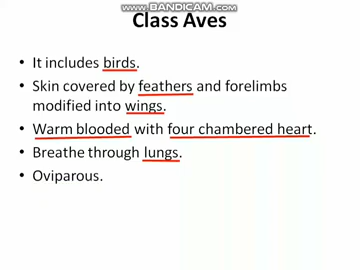 WWW.BANDICAM.COM
Class Aves
• It includes birds.
• Skin covered by feathers and forelimbs
modified into wings.
• Warm blooded with four chambered heart.
• Breathe through lungs.
• Oviparous.